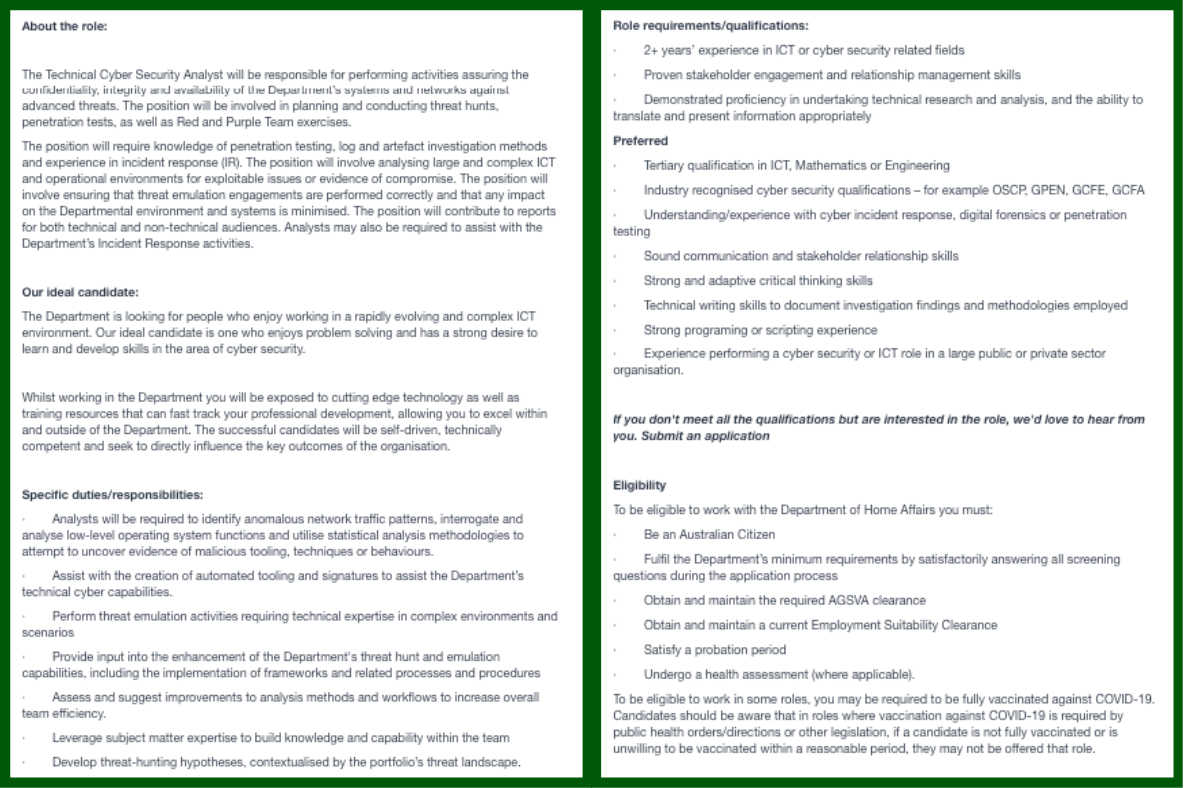 About the role:
The Technical Cyber Security Analyst will be responsible for performing activities assuring the
confidentiality, integrity and availability of the Department's systems and networks against
advanced threats. The position will be involved in planning and conducting threat hunts,
penetration tests, as well as Red and Purple Team exercises.
The position will require knowledge of penetration testing, log and artefact investigation methods
and experience in incident response (IR). The position will involve analysing large and complex ICT
and operational environments for exploitable issues or evidence of compromise. The position will
involve ensuring that threat emulation engagements are performed correctly and that any impact
on the Departmental environment and systems is minimised. The position will contribute to reports
for both technical and non-technical audiences. Analysts may also be required to assist with the
Department's Incident Response activities.
Our ideal candidate:
The Department is looking for people who enjoy working in a rapidly evolving and complex ICT
environment. Our ideal candidate is one who enjoys problem solving and has a strong desire to
learn and develop skills in the area of cyber security.
Whilst working in the Department you will be exposed to cutting edge technology as well as
training resources that can fast track your professional development, allowing you to excel within
and outside of the Department. The successful candidates will be self-driven, technically
competent and seek to directly influence the key outcomes of the organisation.
Specific duties/responsibilities:
· Analysts will be required to identify anomalous network traffic patterns, interrogate and
analyse low-level operating system functions and utilise statistical analysis methodologies to
attempt to uncover evidence of malicious tooling, techniques or behaviours.
· Assist with the creation of automated tooling and signatures to assist the Department's
technical cyber capabilities.
· Perform threat emulation activities requiring technical expertise in complex environments and
scenarios
· Provide input into the enhancement of the Department's threat hunt and emulation
capabilities, including the implementation of frameworks and related processes and procedures
· Assess and suggest improvements to analysis methods and workflows to increase overall
team efficiency.
· Leverage subject matter expertise to build knowledge and capability within the team
· Develop threat-hunting hypotheses, contextualised by the portfolio's threat landscape.
Role requirements/qualifications:
· 2+ years' experience in ICT or cyber security related fields
· Proven stakeholder engagement and relationship management skills
· Demonstrated proficiency in undertaking technical research and analysis, and the ability to
translate and present information appropriately
Preferred
· Tertiary qualification in ICT, Mathematics or Engineering
· Industry recognised cyber security qualifications – for example OSCP, GPEN, GCFE, GCFA
· Understanding/experience with cyber incident response, digital forensics or penetration
testing
· Sound communication and stakeholder relationship skills
· Strong and adaptive critical thinking skills
· Technical writing skills to document investigation findings and methodologies employed
· Strong programing or scripting experience
· Experience performing a cyber security or ICT role in a large public or private sector
organisation.
If you don't meet all the qualifications but are interested in the role, we'd love to hear from
you. Submit an application
Eligibility
To be eligible to work with the Department of Home Affairs you must:
· Be an Australian Citizen
· Fulfil the Department's minimum requirements by satisfactorily answering all screening
questions during the application process
· Obtain and maintain the required AGSVA clearance
· Obtain and maintain a current Employment Suitability Clearance
· Satisfy a probation period
· Undergo a health assessment (where applicable).
To be eligible to work in some roles, you may be required to be fully vaccinated against COVID-19.
Candidates should be aware that in roles where vaccination against COVID-19 is required by
public health orders/directions or other legislation, if a candidate is not fully vaccinated or is
unwilling to be vaccinated within a reasonable period, they may not be offered that role.